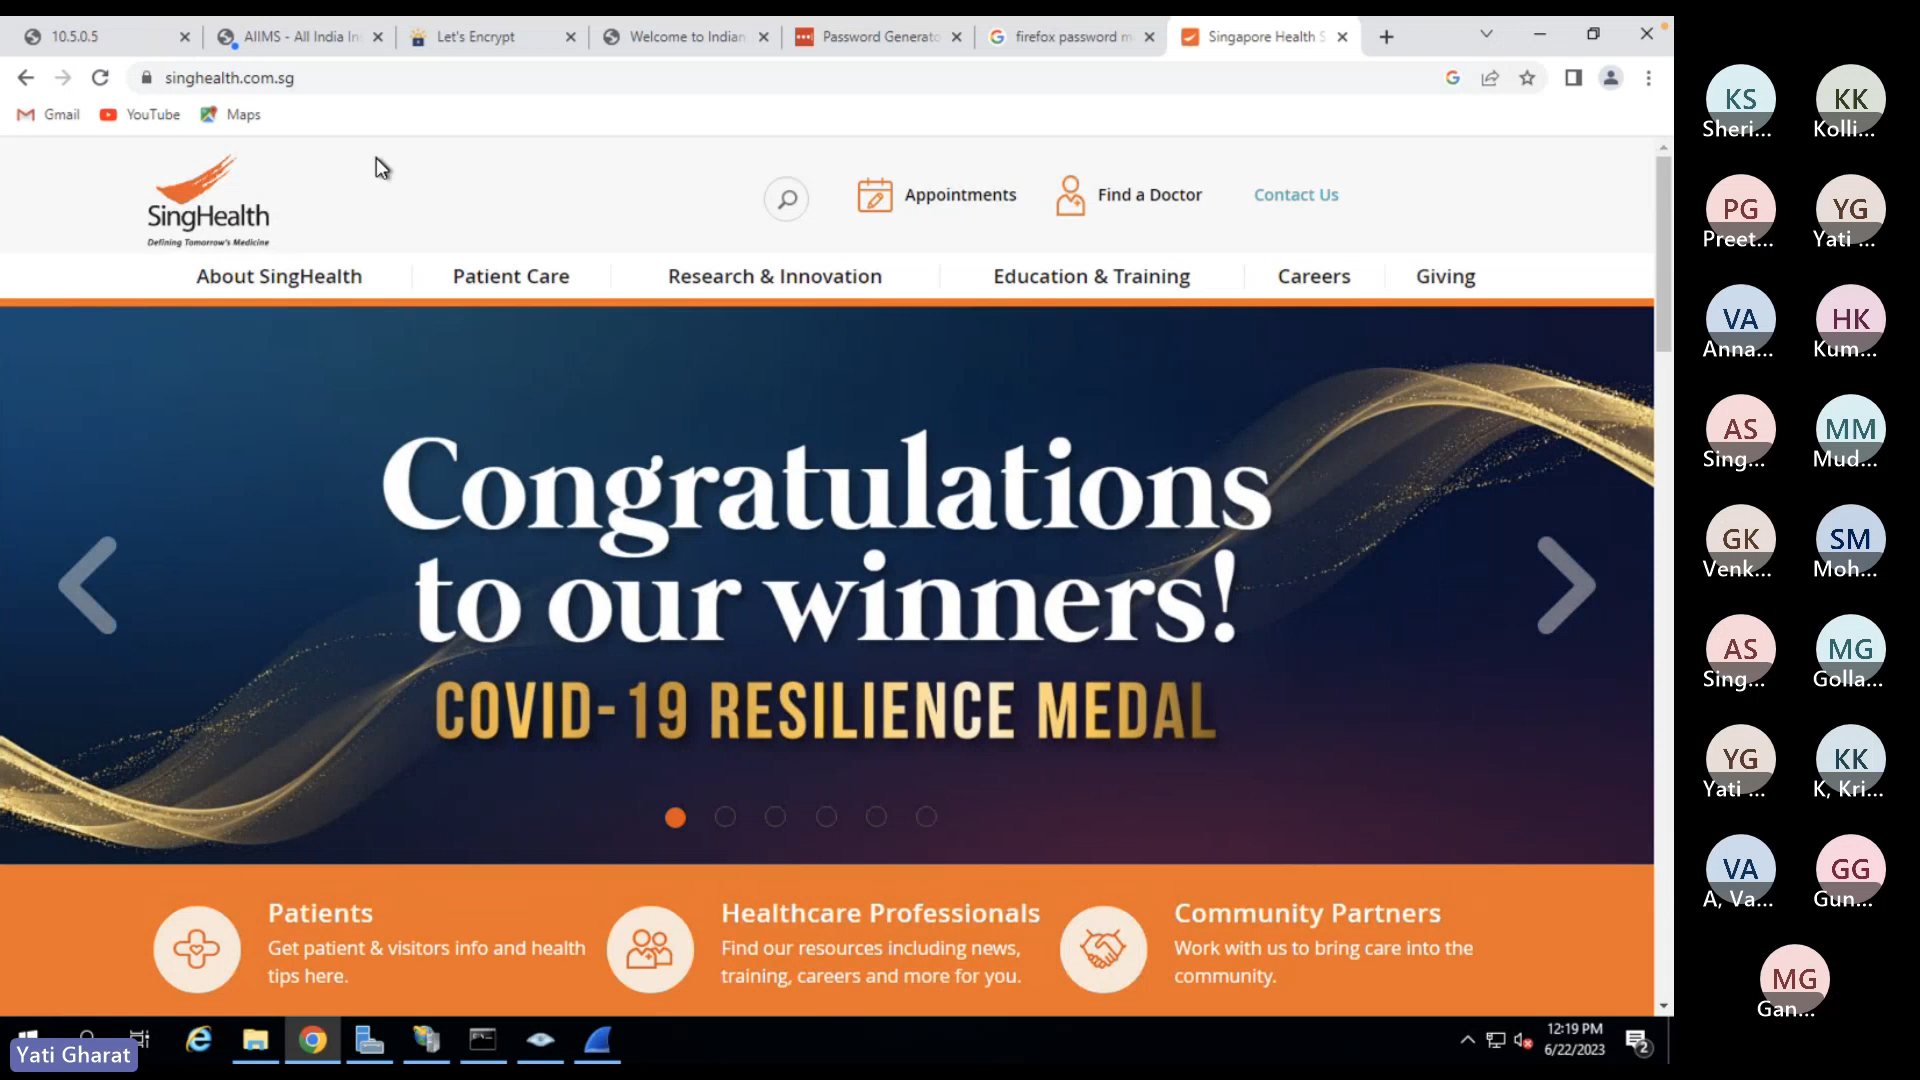 10.5.0.5
AIIMS - All India In
Let's Encrypt
Welcome to Indian
Password Generato
firefox password m
Singapore Health S
singhealth.com.sg
Gmail
YouTube
Maps
SingHealth
Defining Tomorrow's Medicine
Appointments
Find a Doctor
Contact Us
About SingHealth
Patient Care
Research & Innovation
Education & Training
Careers
Giving
Congratulations
to our winners!
COVID-19 RESILIENCE MEDAL
Patients
Get patient & visitors info and health
tips here.
Healthcare Professionals
Find our resources including news,
training, careers and more for you.
Community Partners
Work with us to bring care into the
community.
Yati Gharat
12:19 PM
6/22/2023
2
KS
Sheri...
KK
Kolli...
PG
Preet...
YG
Yati ...
VA
Anna...
HK
Kum...
AS
Sing...
MM
Mud...
GK
Venk...
SM
Moh...
AS
Sing...
MG
Golla...
YG
Yati ...
KK
K, Kri...
VA
A, Va...
GG
Gun...
MG
Gan...